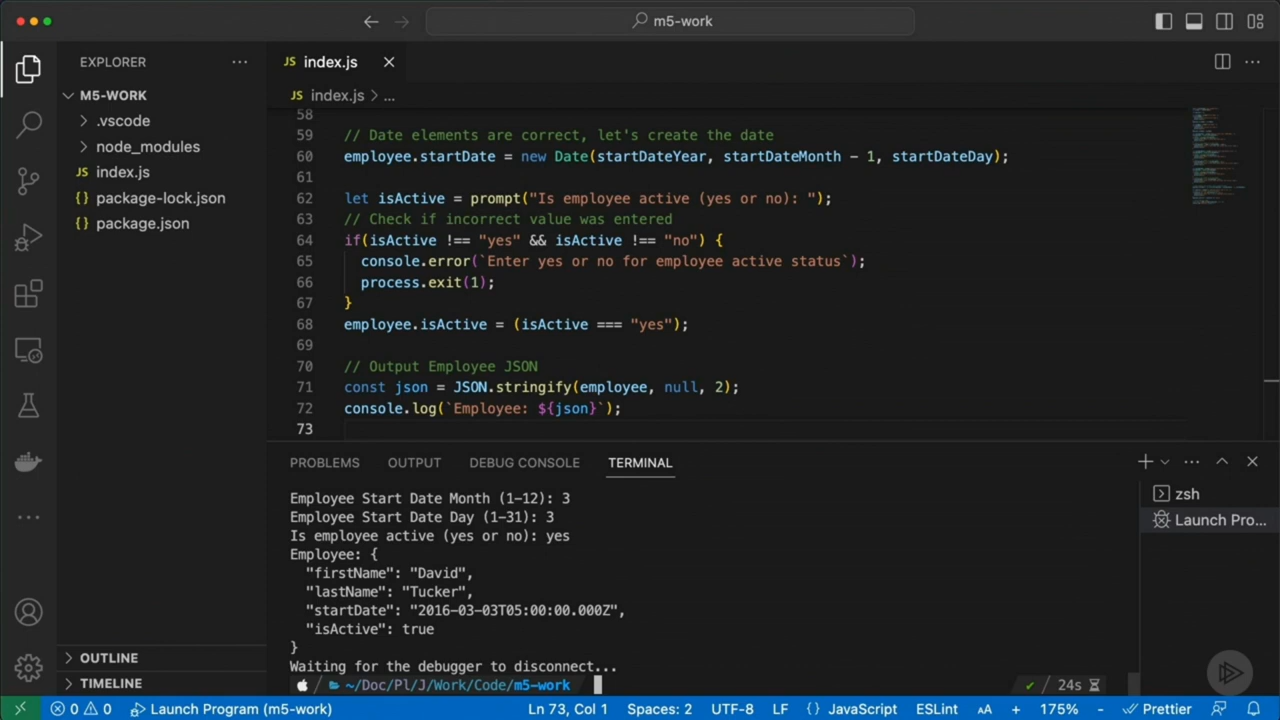 m5-work
EXPLORER
JS index.js
M5-WORK
JS index.js > ...
.vscode
node_modules
JS index.js
{} package-lock.json
{} package.json
58
59 // Date elements are correct, let's create the date
60 employee.startDate = new Date(startDateYear, startDateMonth - 1, startDateDay);
61
62 let isActive = prompt("Is employee active (yes or no): ");
63 // Check if incorrect value was entered
64 if(isActive !== "yes" && isActive !== "no") {
65 console.error(`Enter yes or no for employee active status`);
66 process.exit(1);
67 }
68 employee.isActive = (isActive === "yes");
69
70 // Output Employee JSON
71 const json = JSON.stringify(employee, null, 2);
72 console.log(`Employee: ${json}`);
73
PROBLEMS OUTPUT DEBUG CONSOLE TERMINAL
Employee Start Date Month (1-12): 3
Employee Start Date Day (1-31): 3
Is employee active (yes or no): yes
Employee: {
"firstName": "David",
"lastName": "Tucker",
"startDate": "2016-03-03T05:00:00.000Z",
"isActive": true
}
Waiting for the debugger to disconnect...
~/Doc/Pl/J/Work/Code/m5-work
✔ 24s
zsh
Launch Pro...
OUTLINE
TIMELINE
0 0 Launch Program (m5-work) Ln 73, Col 1 Spaces: 2 UTF-8 LF {} JavaScript ESLint AA + 175% - Prettier